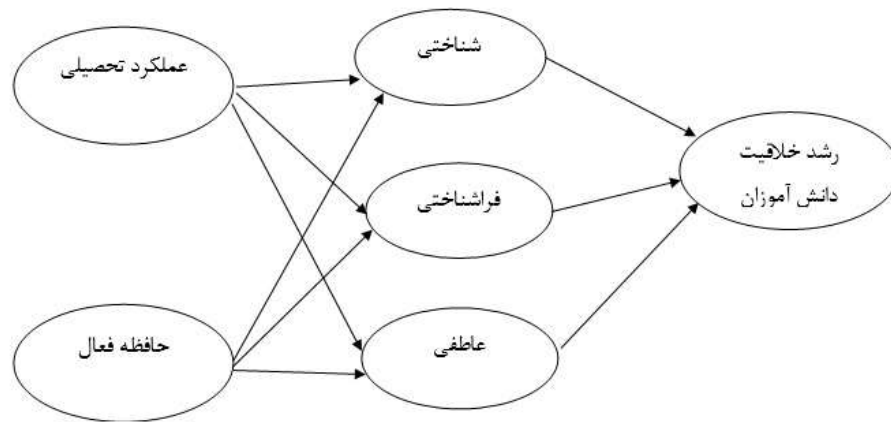 عملکرد تحصیلی
حافظه فعال
شناختی
فراشناختی
عاطفی
رشد خلاقیت
دانش آموزان